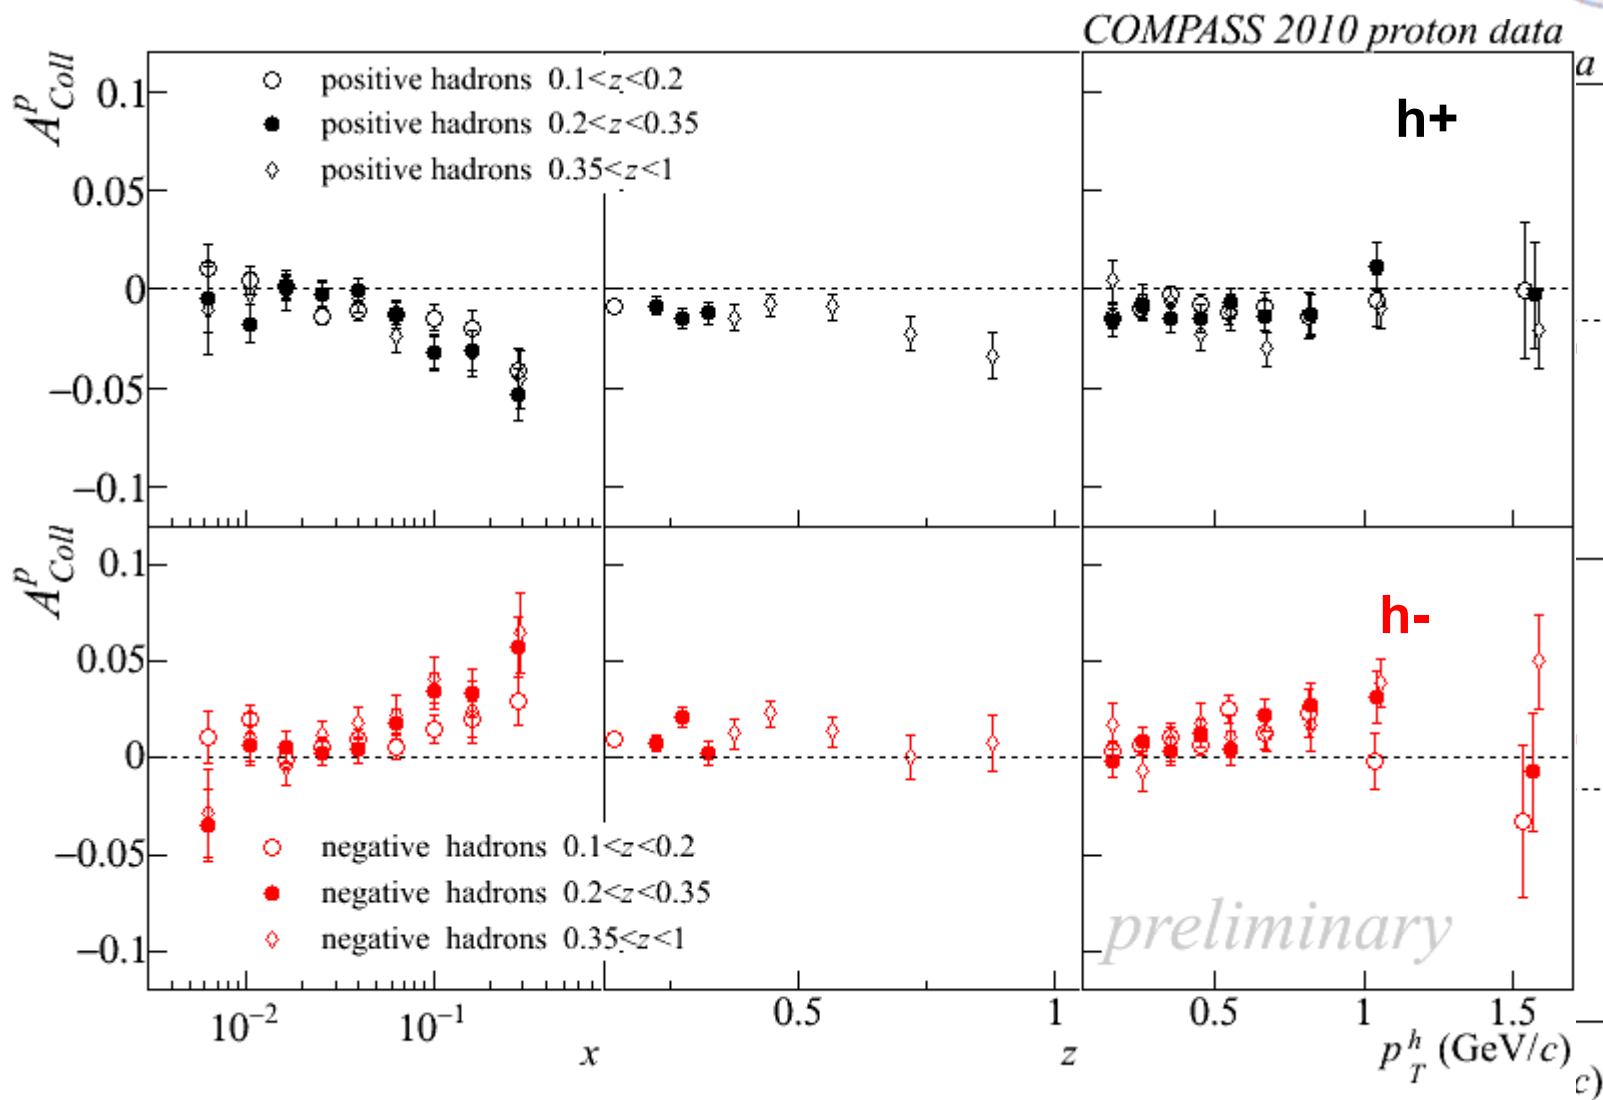 COMPASS 2010 proton data
a
A^p_Coll
0.1
0.05
0
−0.05
−0.1
positive hadrons 0.1<z<0.2
positive hadrons 0.2<z<0.35
positive hadrons 0.35<z<1
h+
A^p_Coll
0.1
0.05
0
−0.05
−0.1
h-
negative hadrons 0.1<z<0.2
negative hadrons 0.2<z<0.35
negative hadrons 0.35<z<1
preliminary
10^−2 10^−1
x
0.5 1
z
0.5 1 1.5
p_T^h (GeV/c)
c)